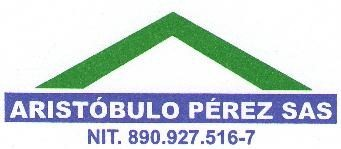 ARISTÓBULO PÉREZ SAS
NIT. 890.927.516-7